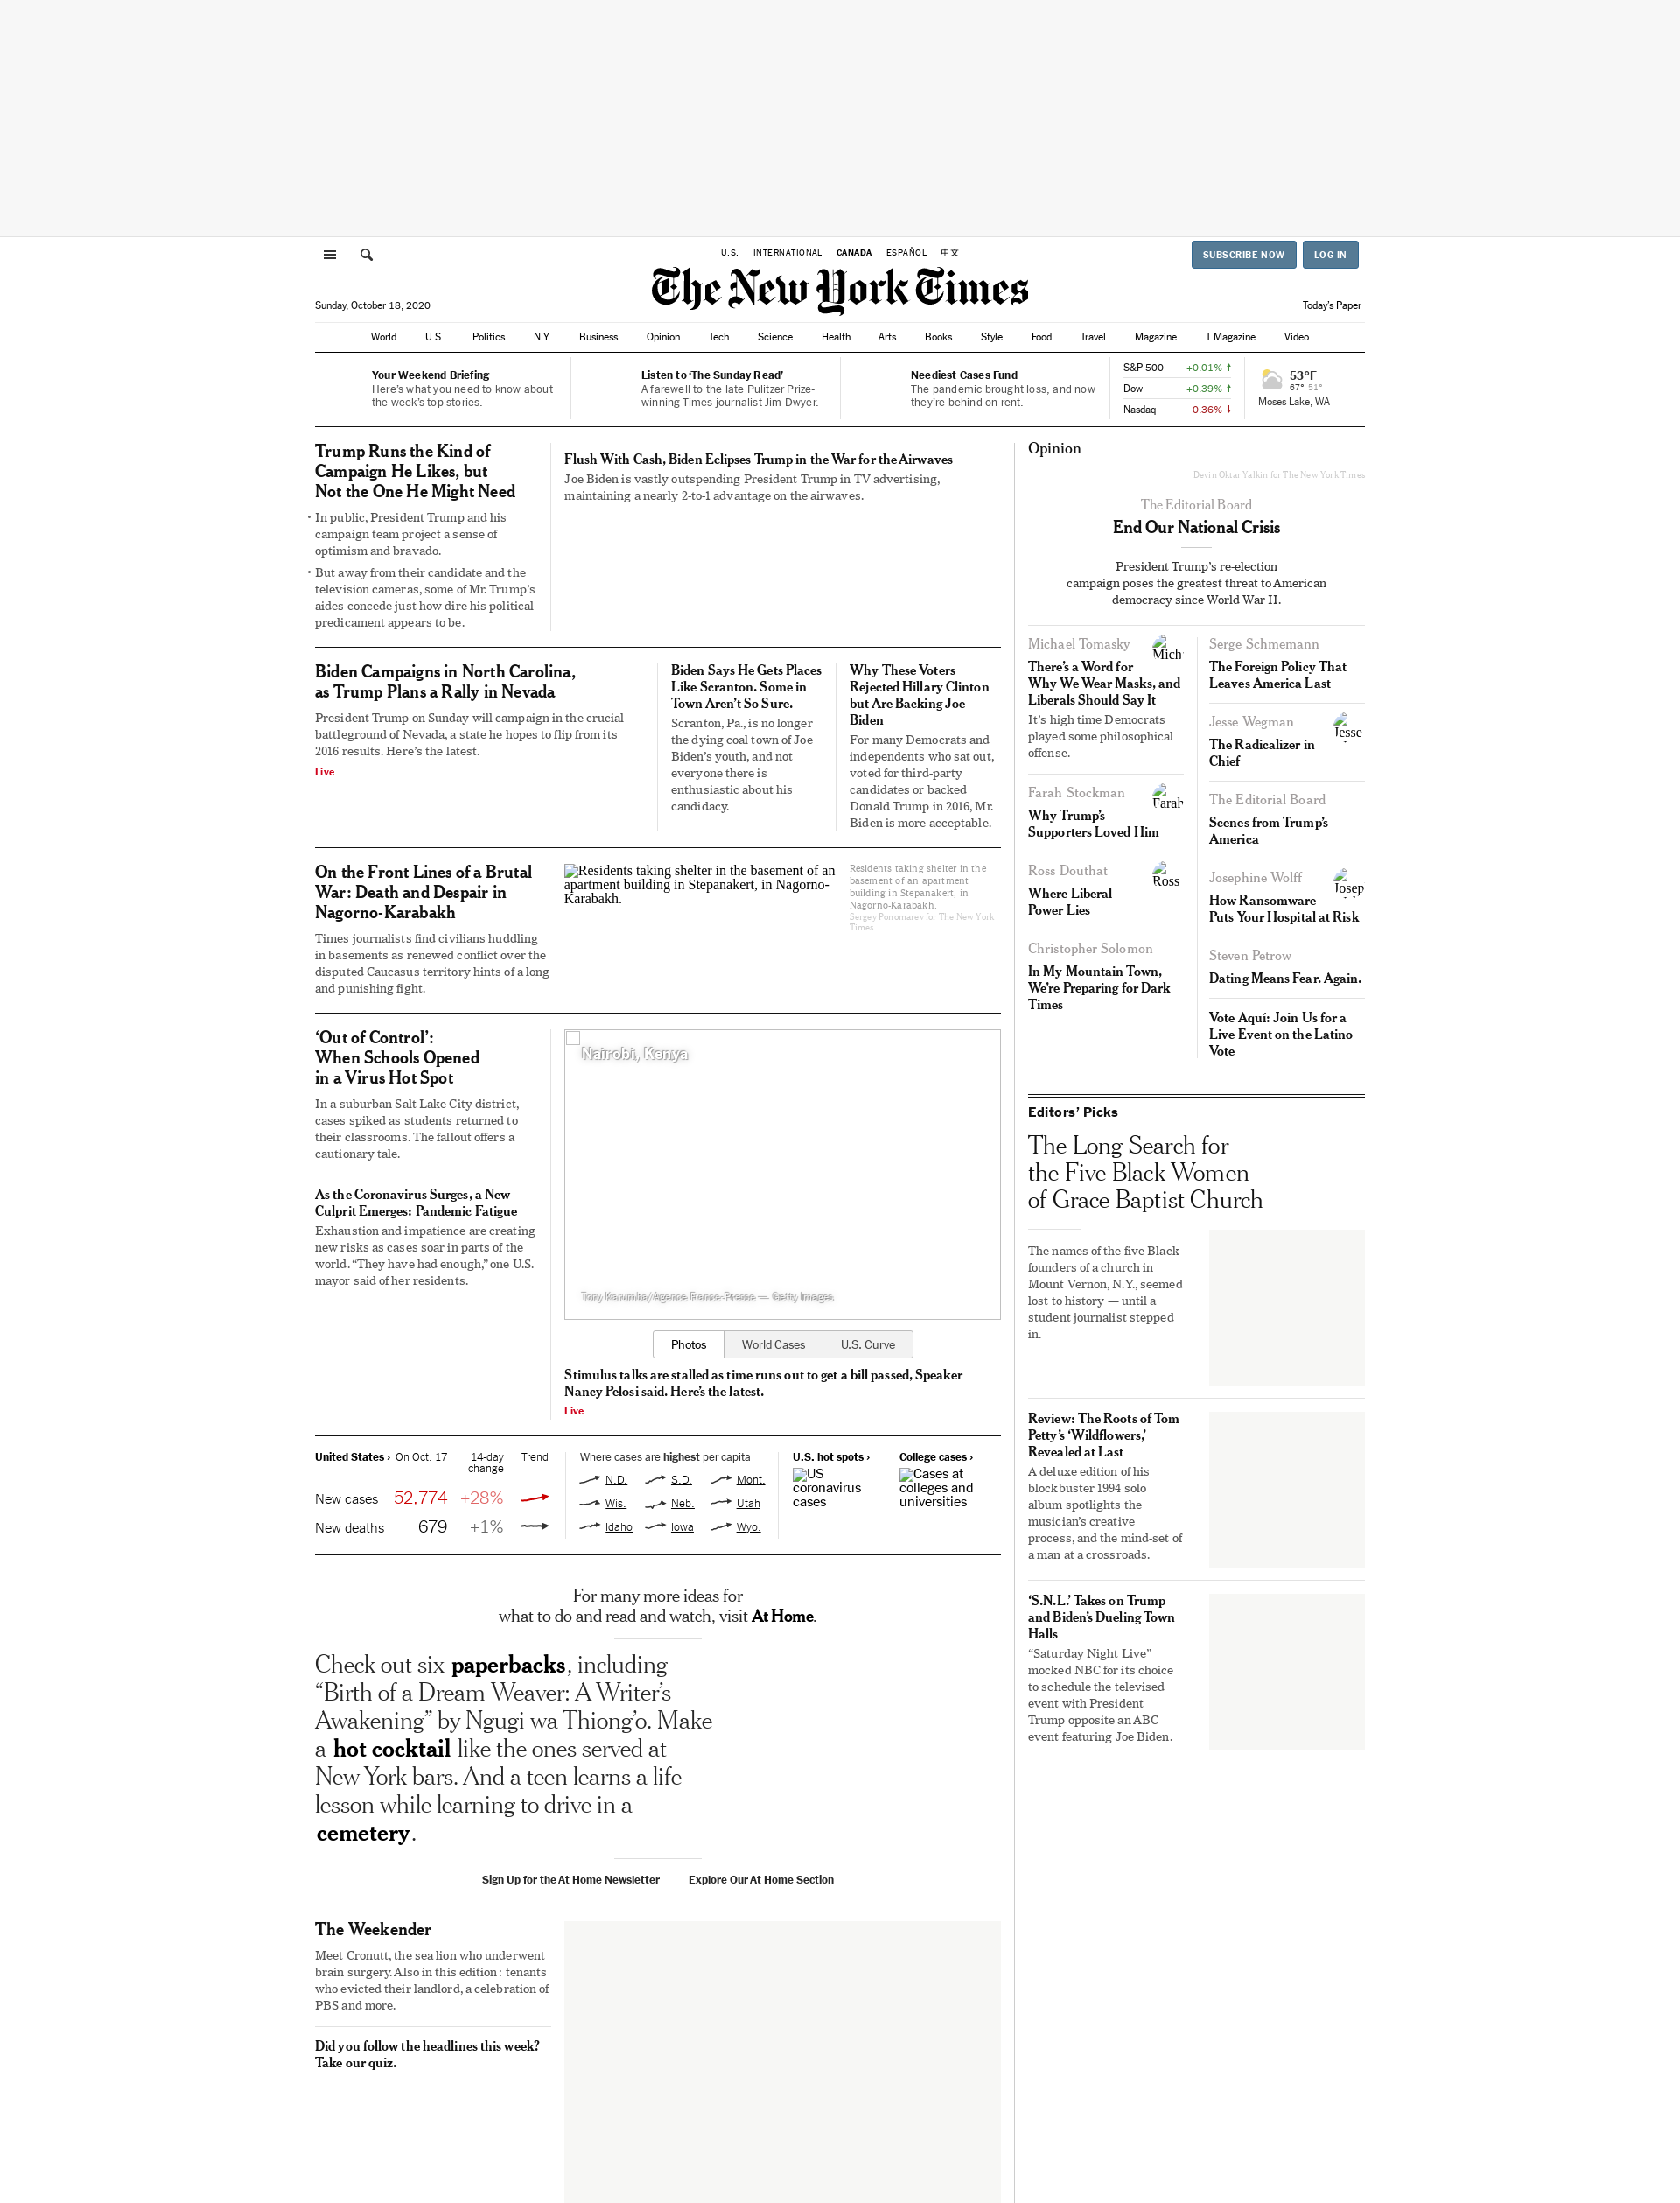 U.S. INTERNATIONAL CANADA ESPAÑOL 中文
SUBSCRIBE NOW LOG IN
The New York Times
Sunday, October 18, 2020
Today's Paper
World U.S. Politics N.Y. Business Opinion Tech Science Health Arts Books Style Food Travel Magazine T Magazine Video
Your Weekend Briefing
Here's what you need to know about
the week's top stories.
Listen to 'The Sunday Read'
A farewell to the late Pulitzer Prize-
winning Times journalist Jim Dwyer.
Neediest Cases Fund
The pandemic brought loss, and now
they're behind on rent.
S&P 500 +0.01% ↑
Dow +0.39% ↑
Nasdaq -0.36% ↓
53°F
67° 51°
Moses Lake, WA
Trump Runs the Kind of
Campaign He Likes, but
Not the One He Might Need
• In public, President Trump and his
campaign team project a sense of
optimism and bravado.
• But away from their candidate and the
television cameras, some of Mr. Trump's
aides concede just how dire his political
predicament appears to be.
Flush With Cash, Biden Eclipses Trump in the War for the Airwaves
Joe Biden is vastly outspending President Trump in TV advertising,
maintaining a nearly 2-to-1 advantage on the airwaves.
Biden Campaigns in North Carolina,
as Trump Plans a Rally in Nevada
President Trump on Sunday will campaign in the crucial
battleground of Nevada, a state he hopes to flip from its
2016 results. Here's the latest.
Live
Biden Says He Gets Places
Like Scranton. Some in
Town Aren't So Sure.
Scranton, Pa., is no longer
the dying coal town of Joe
Biden's youth, and not
everyone there is
enthusiastic about his
candidacy.
Why These Voters
Rejected Hillary Clinton
but Are Backing Joe
Biden
For many Democrats and
independents who sat out,
voted for third-party
candidates or backed
Donald Trump in 2016, Mr.
Biden is more acceptable.
On the Front Lines of a Brutal
War: Death and Despair in
Nagorno-Karabakh
Times journalists find civilians huddling
in basements as renewed conflict over the
disputed Caucasus territory hints of a long
and punishing fight.
Residents taking shelter in the basement of an
apartment building in Stepanakert, in Nagorno-
Karabakh.
Residents taking shelter in the
basement of an apartment
building in Stepanakert, in
Nagorno-Karabakh.
Sergey Ponomarev for The New York
Times
'Out of Control':
When Schools Opened
in a Virus Hot Spot
In a suburban Salt Lake City district,
cases spiked as students returned to
their classrooms. The fallout offers a
cautionary tale.
As the Coronavirus Surges, a New
Culprit Emerges: Pandemic Fatigue
Exhaustion and impatience are creating
new risks as cases soar in parts of the
world. "They have had enough," one U.S.
mayor said of her residents.
Nairobi, Kenya
Tony Karumba/Agence France-Presse — Getty Images
Photos World Cases U.S. Curve
Stimulus talks are stalled as time runs out to get a bill passed, Speaker
Nancy Pelosi said. Here's the latest.
Live
United States › On Oct. 17 14-day
change Trend
New cases 52,774 +28%
New deaths 679 +1%
Where cases are highest per capita
N.D. S.D. Mont.
Wis. Neb. Utah
Idaho Iowa Wyo.
U.S. hot spots ›
US
coronavirus
cases
College cases ›
Cases at
colleges and
universities
For many more ideas for
what to do and read and watch, visit At Home.
Check out six paperbacks, including
"Birth of a Dream Weaver: A Writer's
Awakening" by Ngugi wa Thiong'o. Make
a hot cocktail like the ones served at
New York bars. And a teen learns a life
lesson while learning to drive in a
cemetery.
Sign Up for the At Home Newsletter Explore Our At Home Section
The Weekender
Meet Cronutt, the sea lion who underwent
brain surgery. Also in this edition: tenants
who evicted their landlord, a celebration of
PBS and more.
Did you follow the headlines this week?
Take our quiz.
Opinion
Devin Oktar Yalkin for The New York Times
The Editorial Board
End Our National Crisis
President Trump's re-election
campaign poses the greatest threat to American
democracy since World War II.
Michael Tomasky
Mich
There's a Word for
Why We Wear Masks, and
Liberals Should Say It
It's high time Democrats
played some philosophical
offense.
Farah Stockman
Farah
Why Trump's
Supporters Loved Him
Ross Douthat
Ross
Where Liberal
Power Lies
Christopher Solomon
In My Mountain Town,
We're Preparing for Dark
Times
Serge Schmemann
The Foreign Policy That
Leaves America Last
Jesse Wegman
Jesse
The Radicalizer in
Chief
The Editorial Board
Scenes from Trump's
America
Josephine Wolff
Josep
How Ransomware
Puts Your Hospital at Risk
Steven Petrow
Dating Means Fear. Again.
Vote Aquí: Join Us for a
Live Event on the Latino
Vote
Editors' Picks
The Long Search for
the Five Black Women
of Grace Baptist Church
The names of the five Black
founders of a church in
Mount Vernon, N.Y., seemed
lost to history — until a
student journalist stepped
in.
Review: The Roots of Tom
Petty's 'Wildflowers,'
Revealed at Last
A deluxe edition of his
blockbuster 1994 solo
album spotlights the
musician's creative
process, and the mind-set of
a man at a crossroads.
'S.N.L.' Takes on Trump
and Biden's Dueling Town
Halls
"Saturday Night Live"
mocked NBC for its choice
to schedule the televised
event with President
Trump opposite an ABC
event featuring Joe Biden.